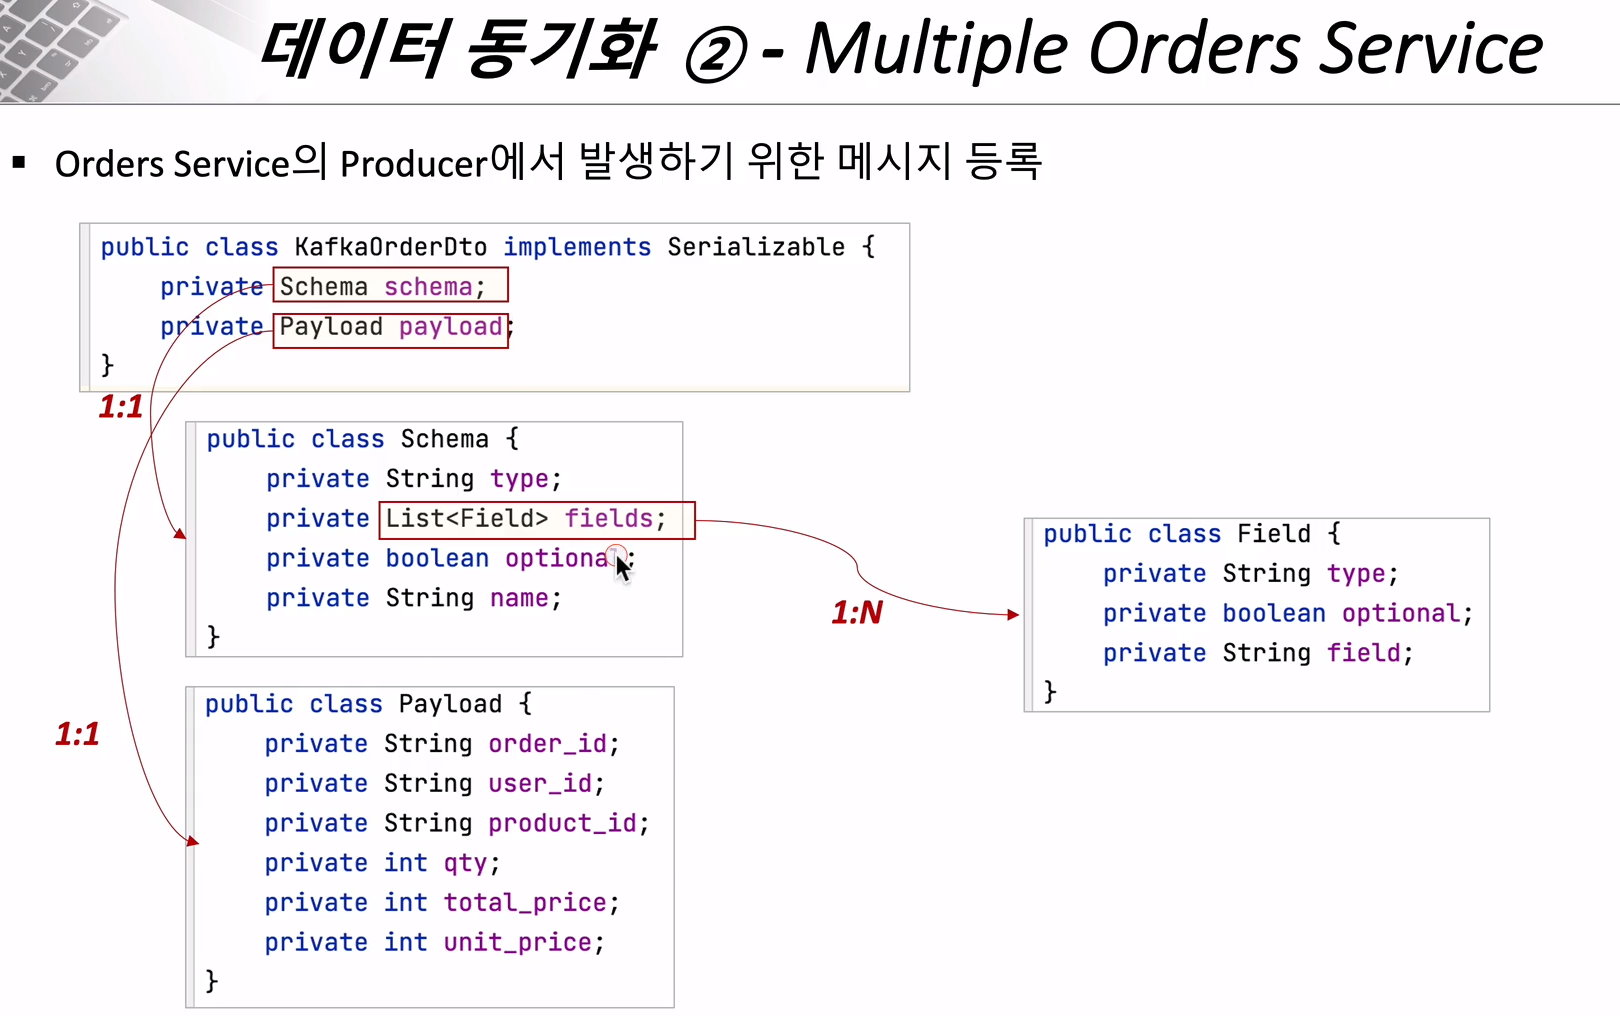 데이터 동기화 ② - Multiple Orders Service
▪ Orders Service의 Producer에서 발생하기 위한 메시지 등록
public class KafkaOrderDto implements Serializable {
private Schema schema;
private Payload payload;
}
1:1
public class Schema {
private String type;
private List<Field> fields;
private boolean optional;
private String name;
}
1:N
public class Field {
private String type;
private boolean optional;
private String field;
}
1:1
public class Payload {
private String order_id;
private String user_id;
private String product_id;
private int qty;
private int total_price;
private int unit_price;
}